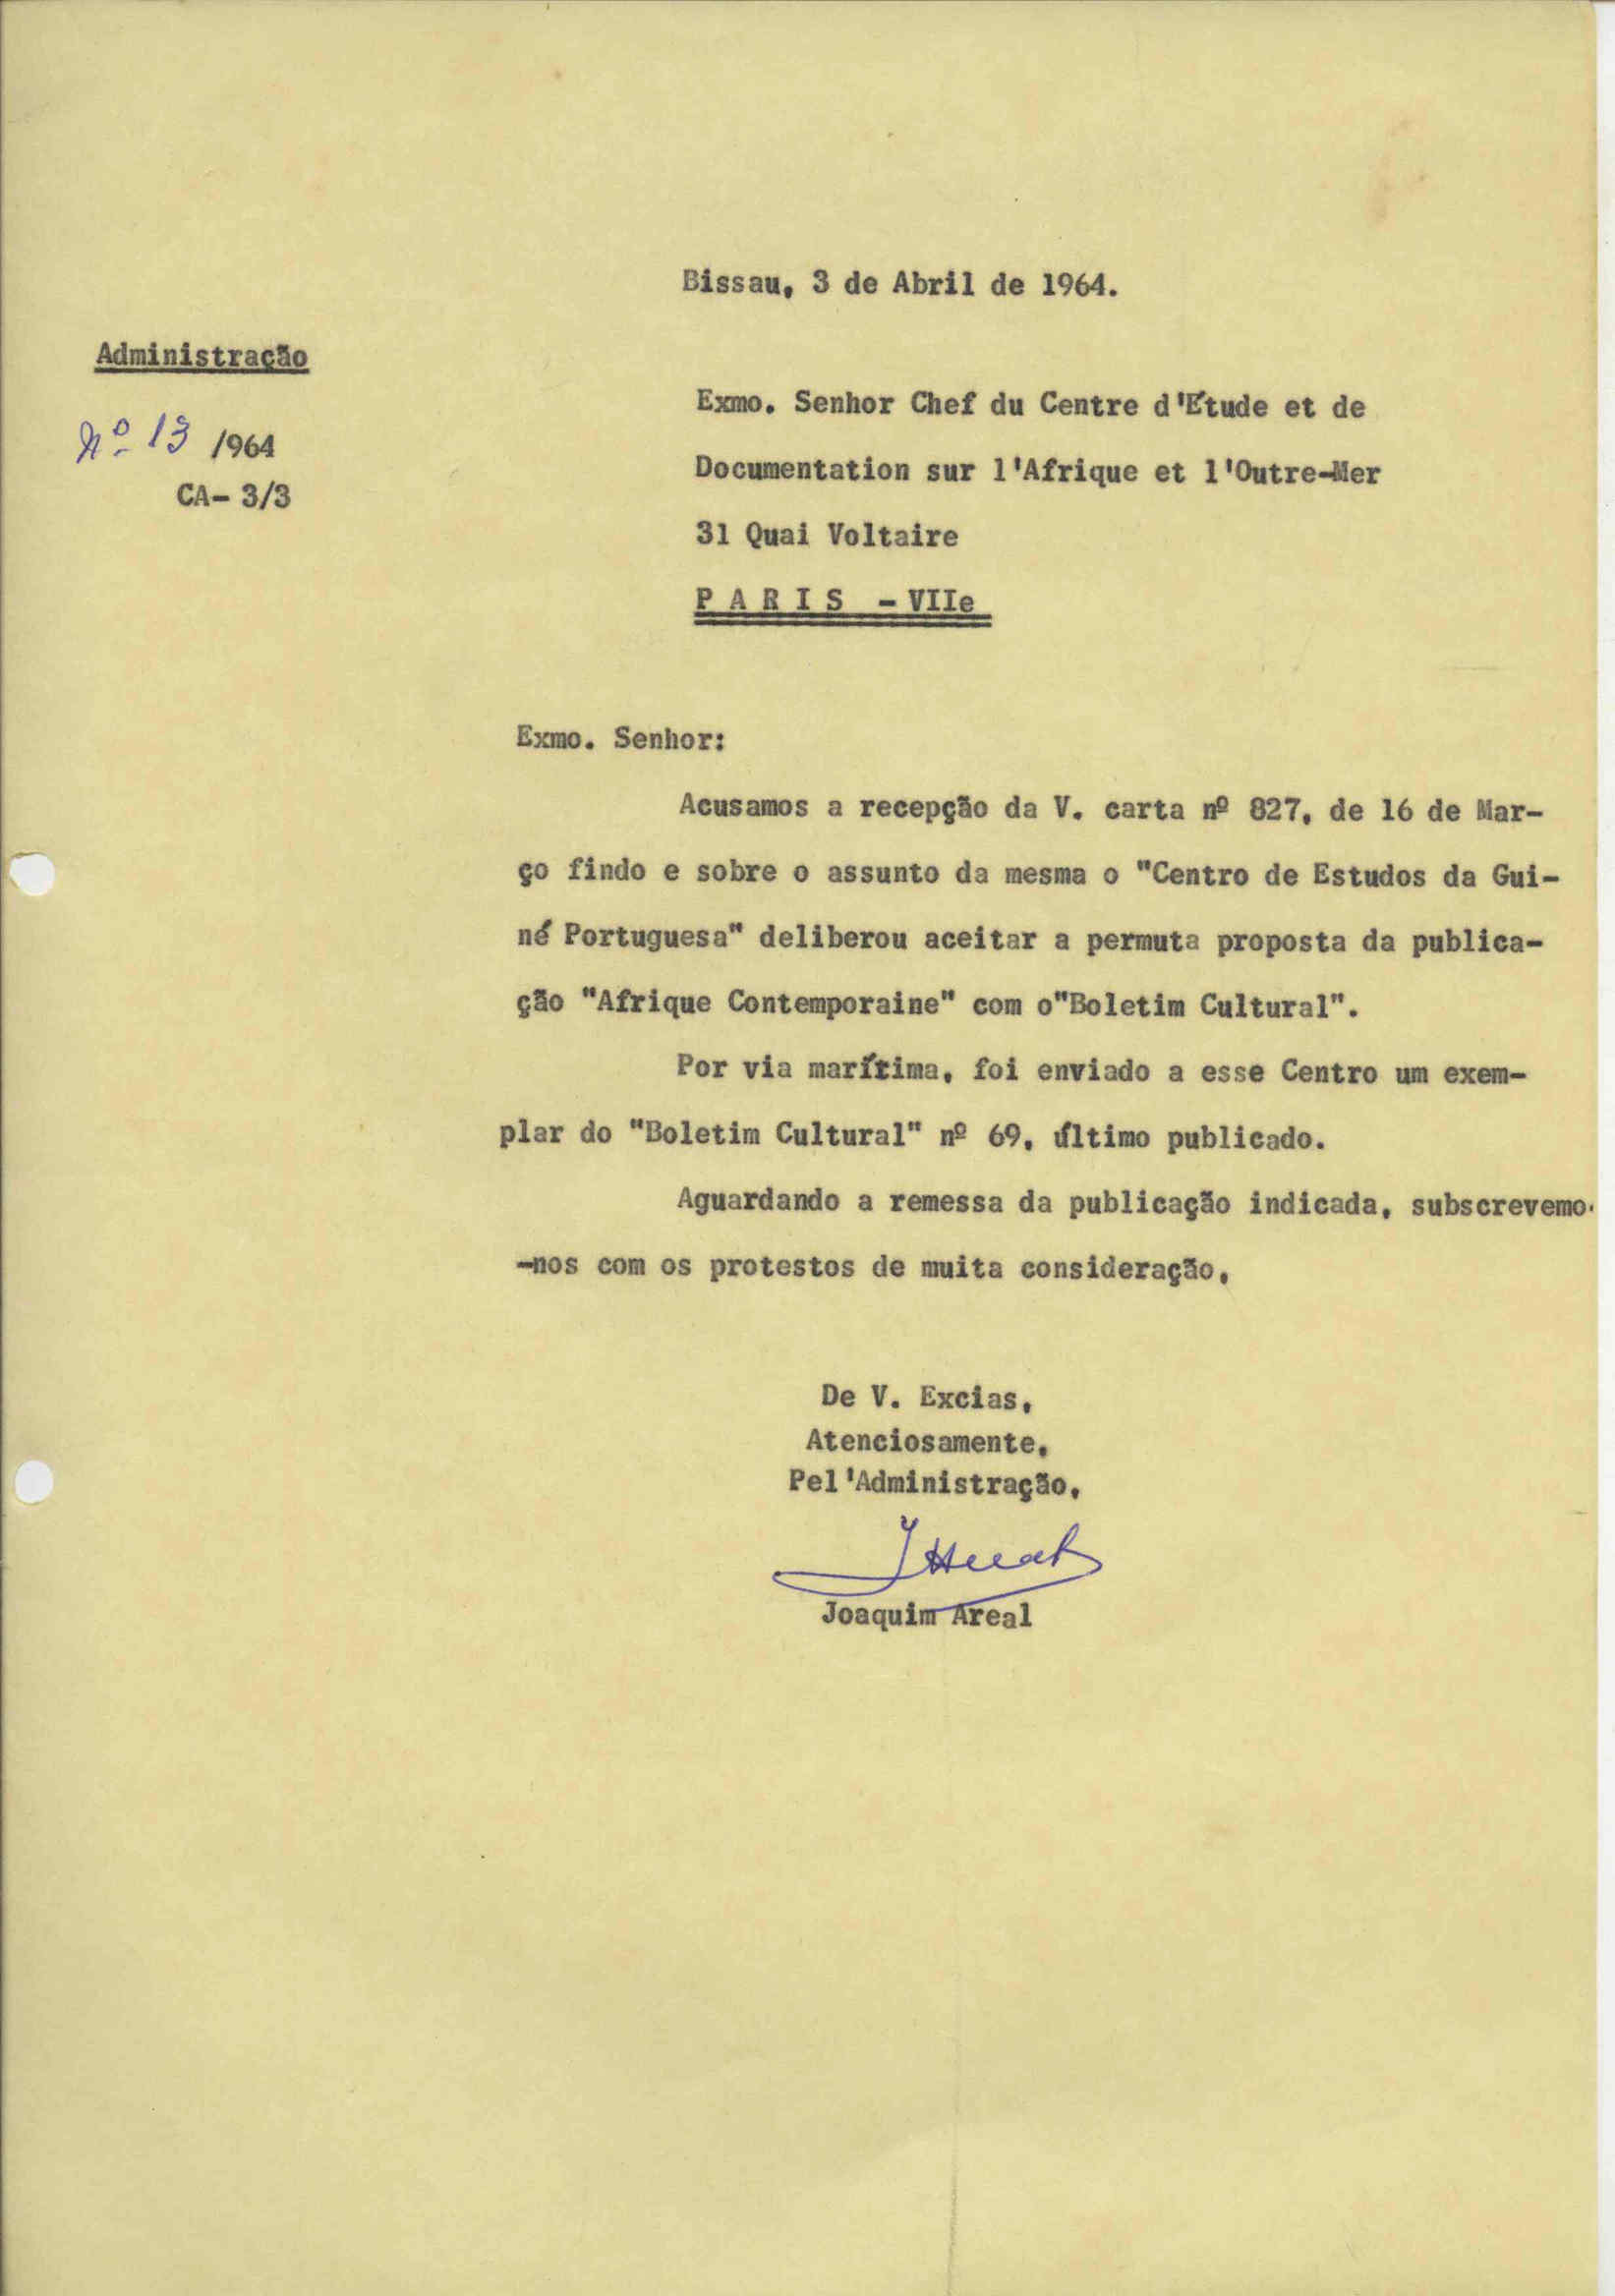 Bissau, 3 de Abril de 1964.
Administração
Nº 13 /964
CA- 3/3
Exmo. Senhor Chef du Centre d'Étude et de
Documentation sur l'Afrique et l'Outre-Mer
31 Quai Voltaire
P A R I S - VIIe
Exmo. Senhor:
Acusamos a recepção da V. carta nº 827, de 16 de Mar-
ço findo e sobre o assunto da mesma o "Centro de Estudos da Gui-
né Portuguesa" deliberou aceitar a permuta proposta da publica-
ção "Afrique Contemporaine" com o"Boletim Cultural".
Por via marítima, foi enviado a esse Centro um exem-
plar do "Boletim Cultural" nº 69, último publicado.
Aguardando a remessa da publicação indicada, subscrevemo
-nos com os protestos de muita consideração,
De V. Excias,
Atenciosamente,
Pel'Administração,
Joaquim Areal